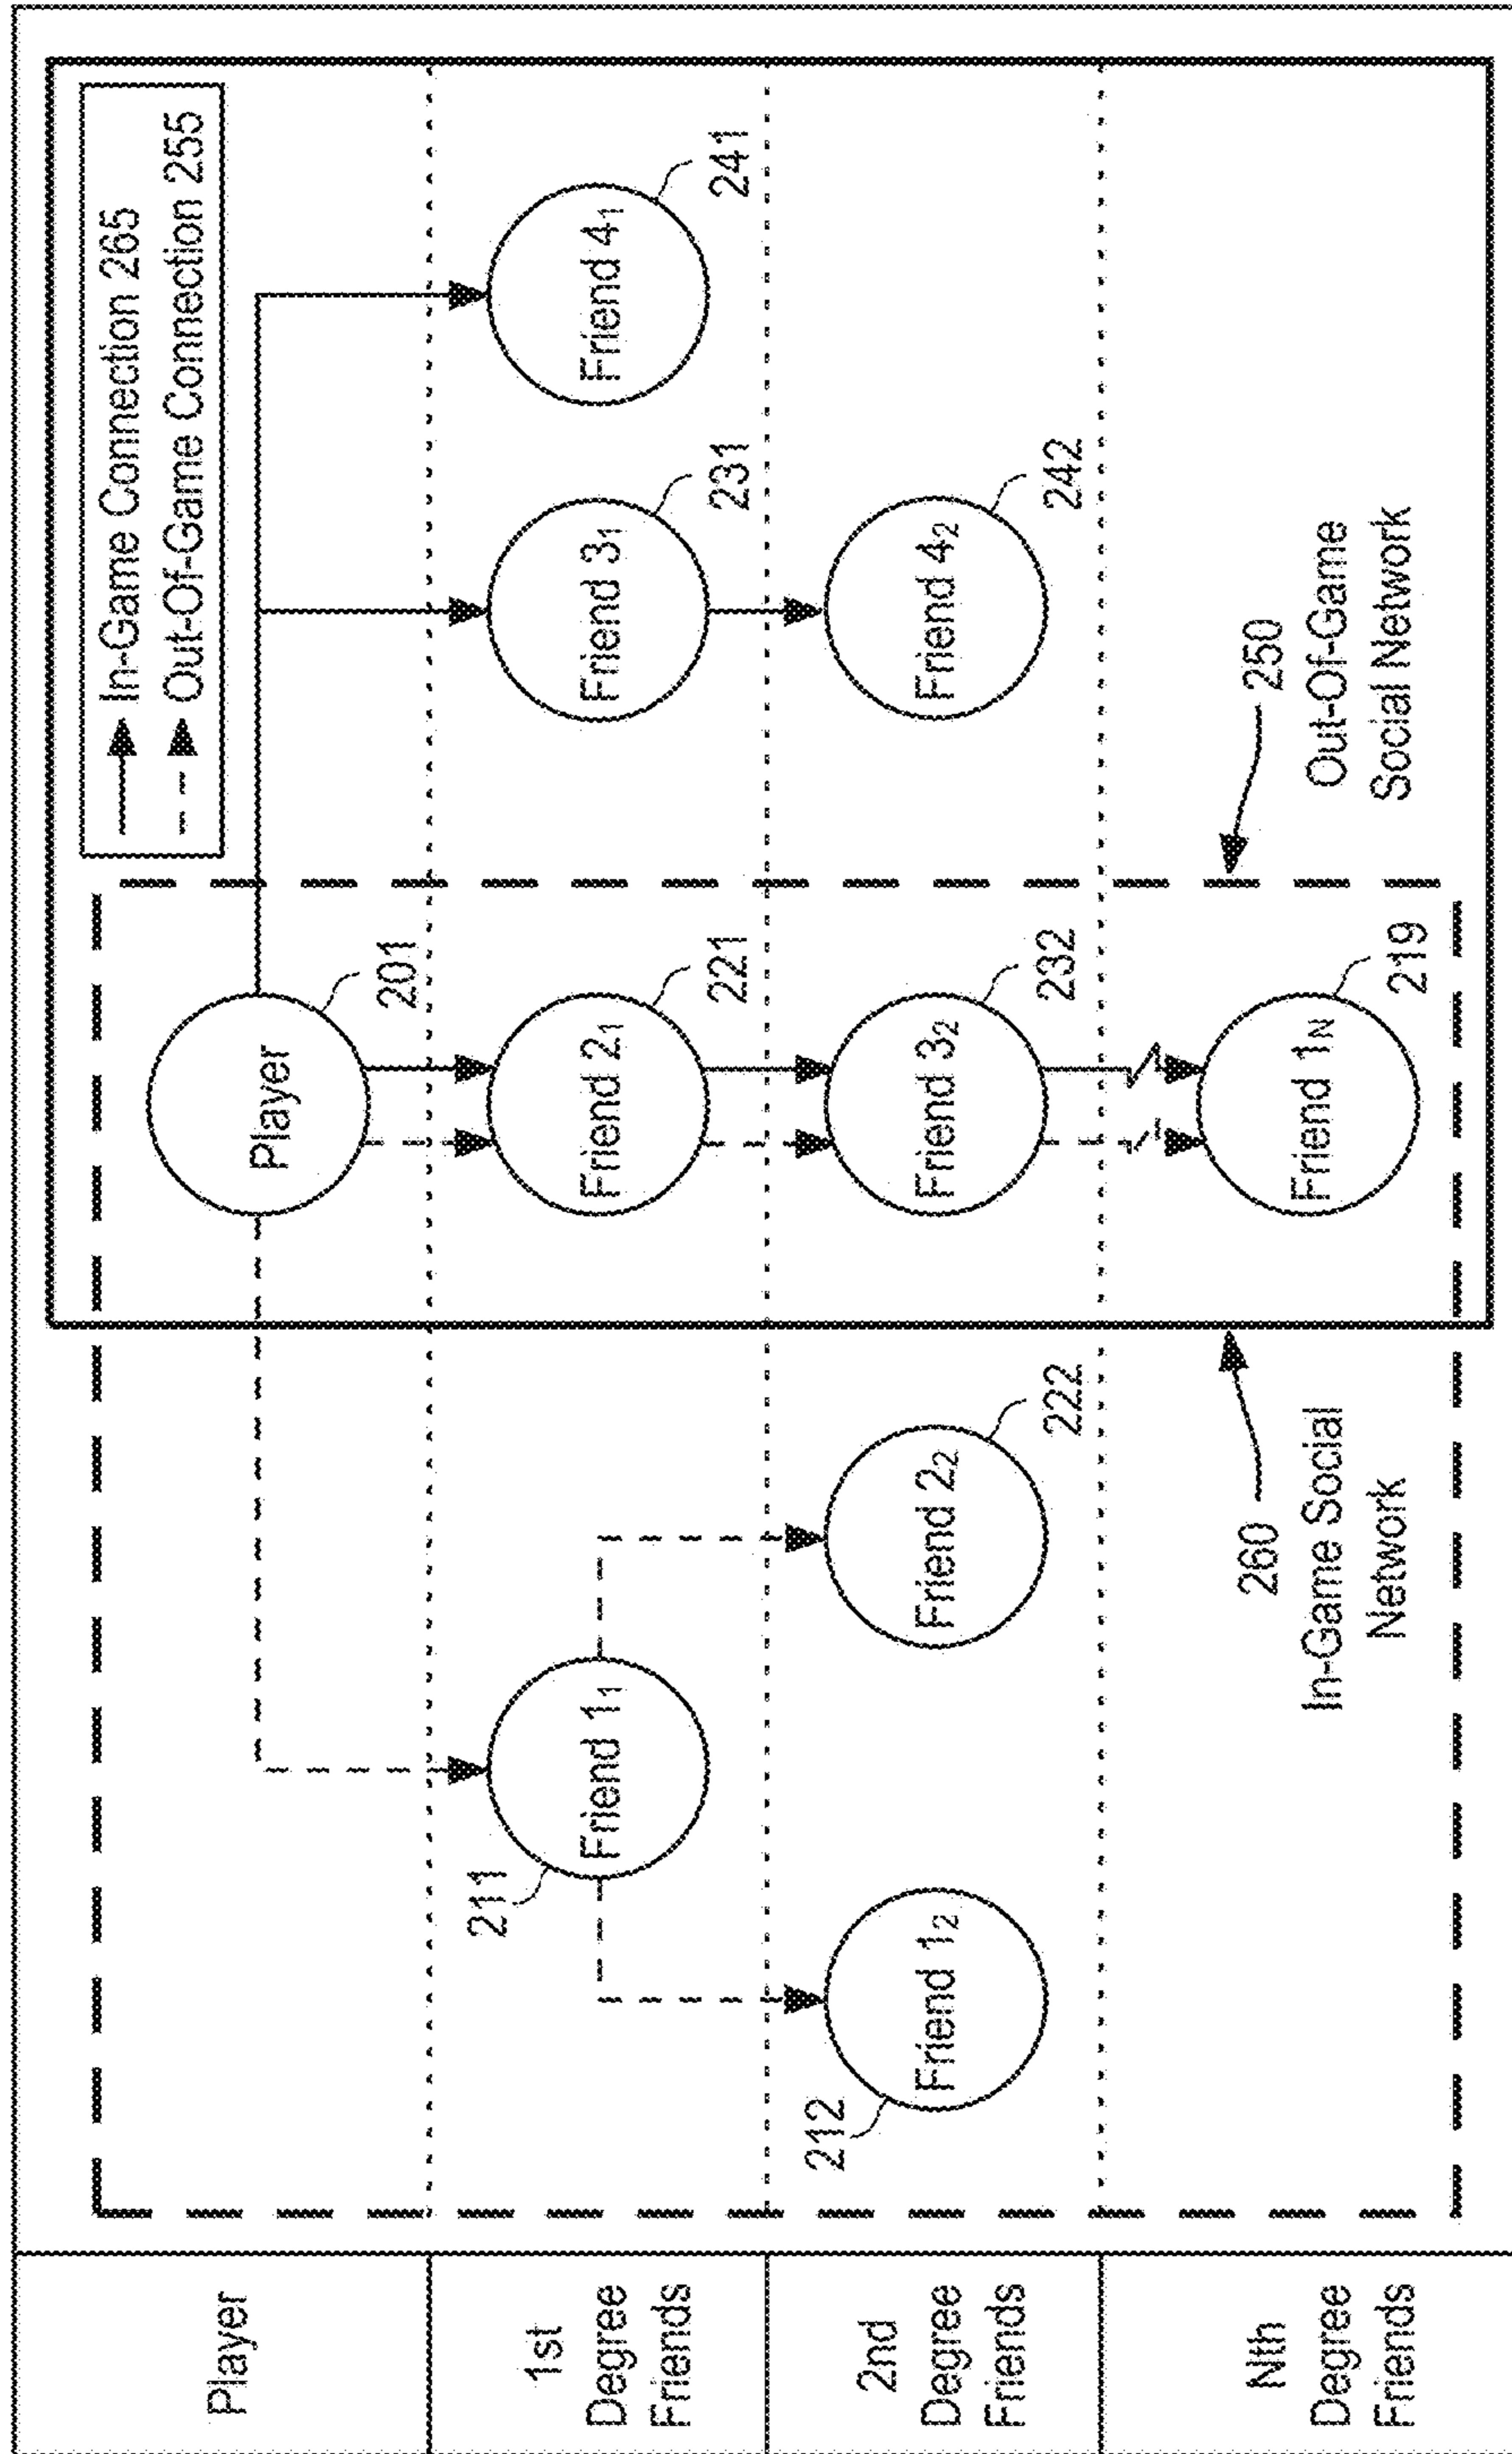 In-Game Connection 265
Out-Of-Game Connection 255
Player
Player
201
1st
Degree
Friends
211
Friend 1₁
Friend 2₁
221
Friend 3₁
231
Friend 4₁
241
2nd
Degree
Friends
212
Friend 1₂
Friend 2₂
222
Friend 3₂
232
Friend 4₂
242
Nth
Degree
Friends
260
In-Game Social
Network
Friend 1N
219
250
Out-Of-Game
Social Network